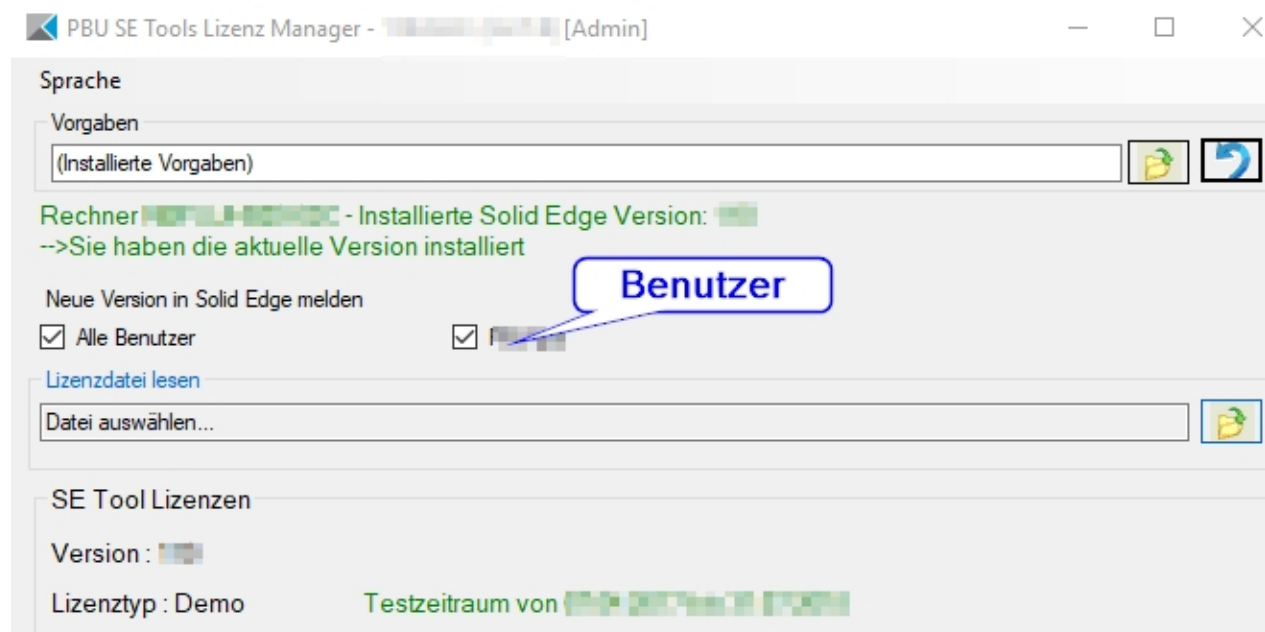 PBU SE Tools Lizenz Manager - [Admin]
Sprache
Vorgaben
(Installierte Vorgaben)
Rechner - Installierte Solid Edge Version:
-->Sie haben die aktuelle Version installiert
Benutzer
Neue Version in Solid Edge melden
Alle Benutzer
Lizenzdatei lesen
Datei auswählen...
SE Tool Lizenzen
Version :
Lizenztyp : Demo Testzeitraum von